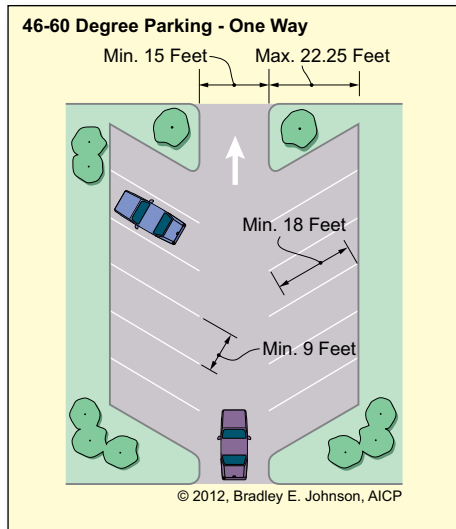 46-60 Degree Parking - One Way
Min. 15 Feet
Max. 22.25 Feet
Min. 18 Feet
Min. 9 Feet
© 2012, Bradley E. Johnson, AICP